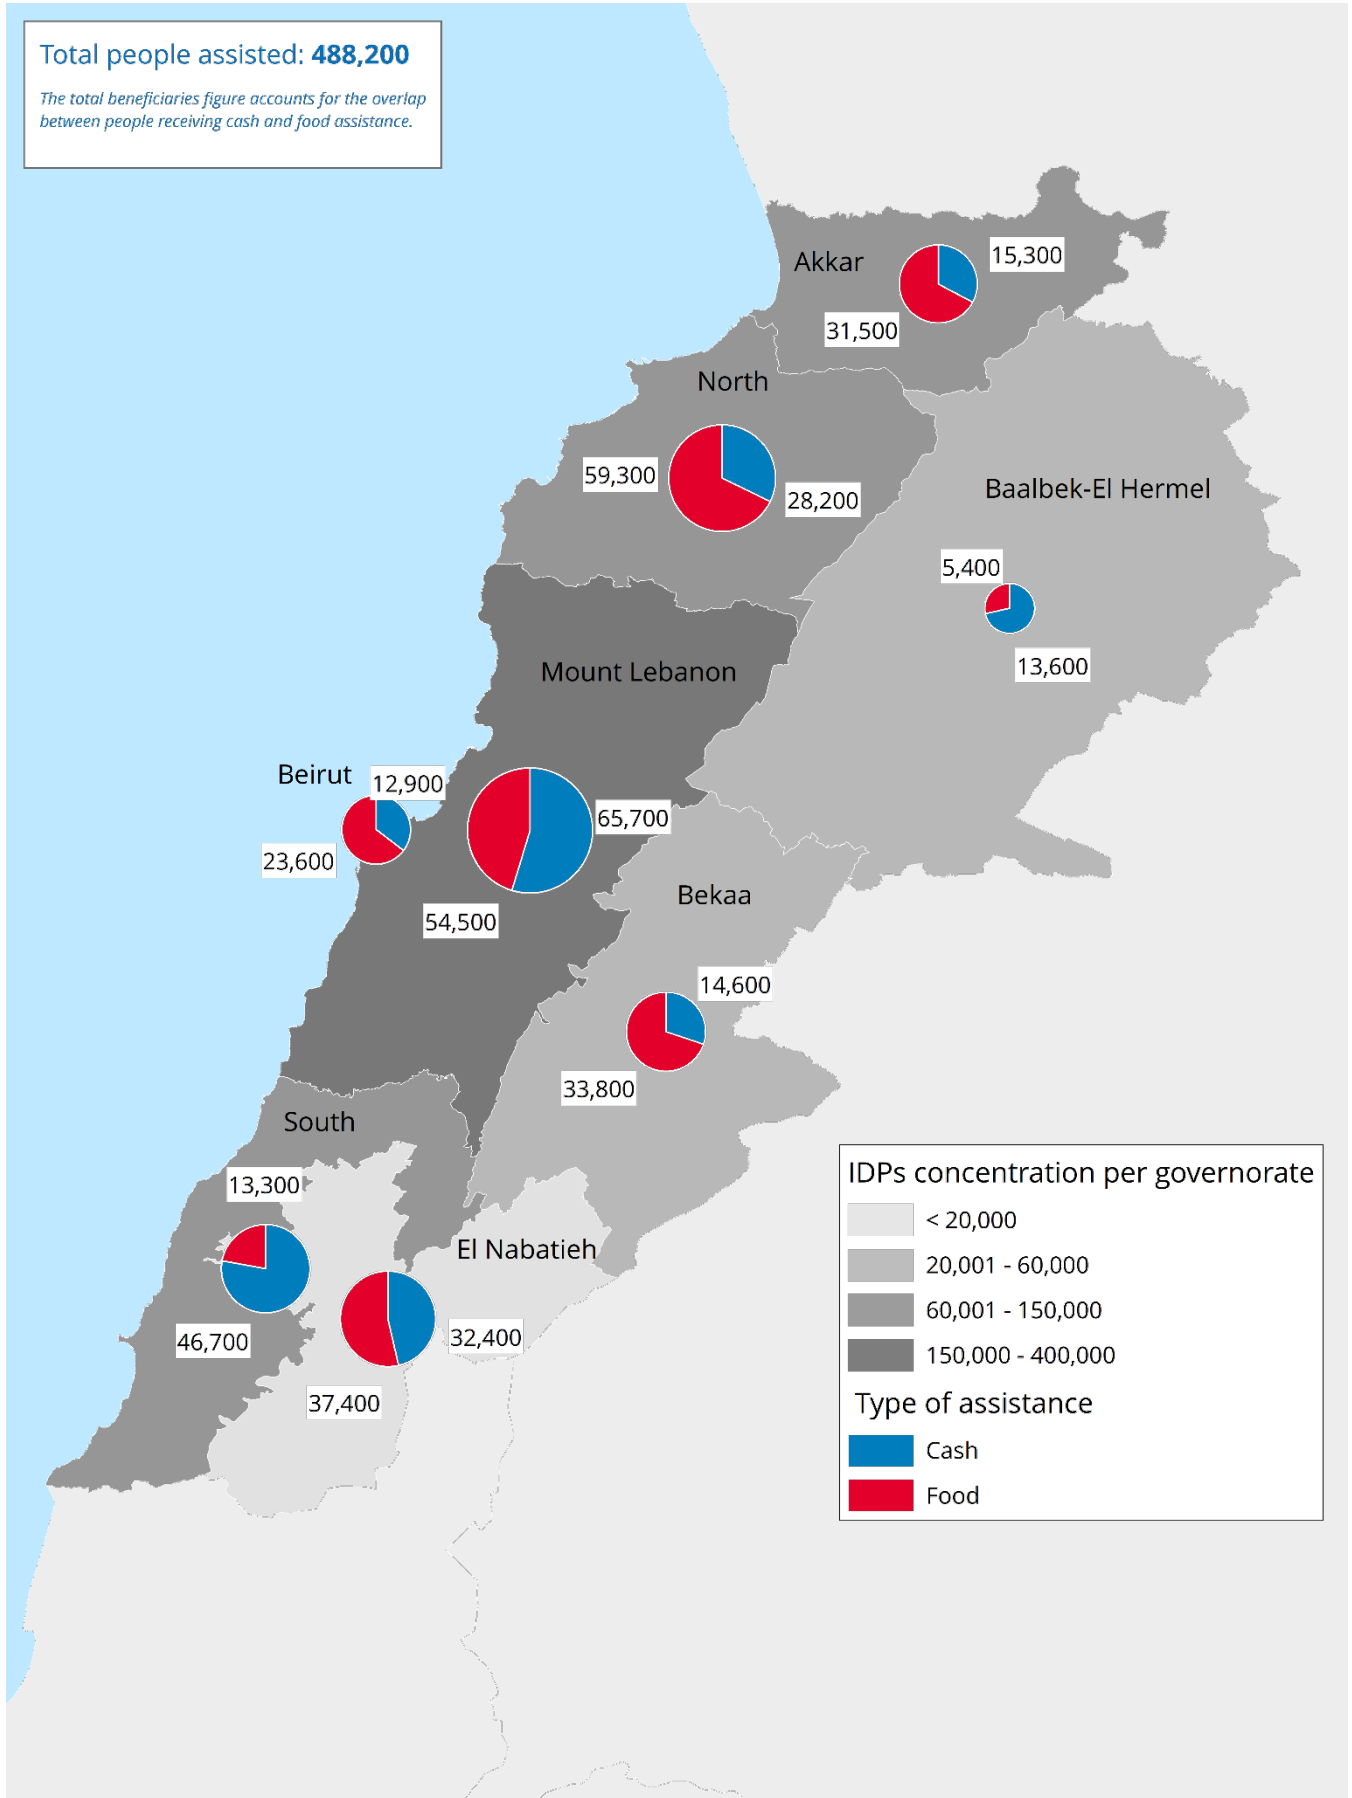 Total people assisted: 488,200
The total beneficiaries figure accounts for the overlap
between people receiving cash and food assistance.
Akkar
15,300
31,500
North
59,300
28,200
Baalbek-El Hermel
5,400
13,600
Mount Lebanon
65,700
54,500
Beirut
12,900
23,600
Bekaa
14,600
33,800
South
13,300
46,700
El Nabatieh
32,400
37,400
IDPs concentration per governorate
< 20,000
20,001 - 60,000
60,001 - 150,000
150,000 - 400,000
Type of assistance
Cash
Food